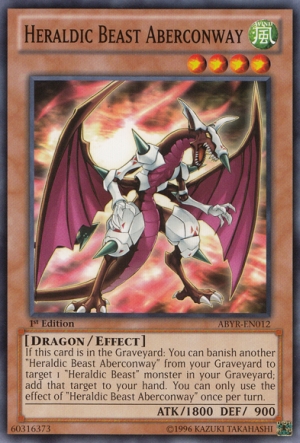 HERALDIC BEAST ABERCONWAY
WIND
風
1st Edition
ABYR-EN012
[DRAGON / EFFECT]
If this card is in the Graveyard: You can banish another
"Heraldic Beast Aberconway" from your Graveyard to
target 1 "Heraldic Beast" monster in your Graveyard;
add that target to your hand. You can only use the
effect of "Heraldic Beast Aberconway" once per turn.
ATK/1800 DEF/ 900
60316373
©1996 KAZUKI TAKAHASHI